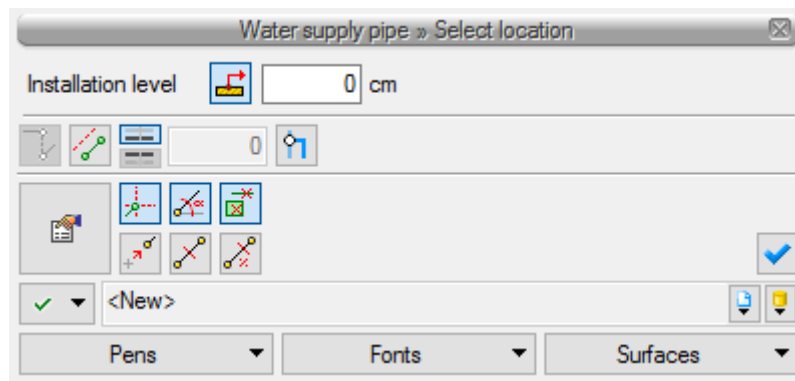 Water supply pipe » Select location
Installation level 0 cm
0
<New>
Pens Fonts Surfaces